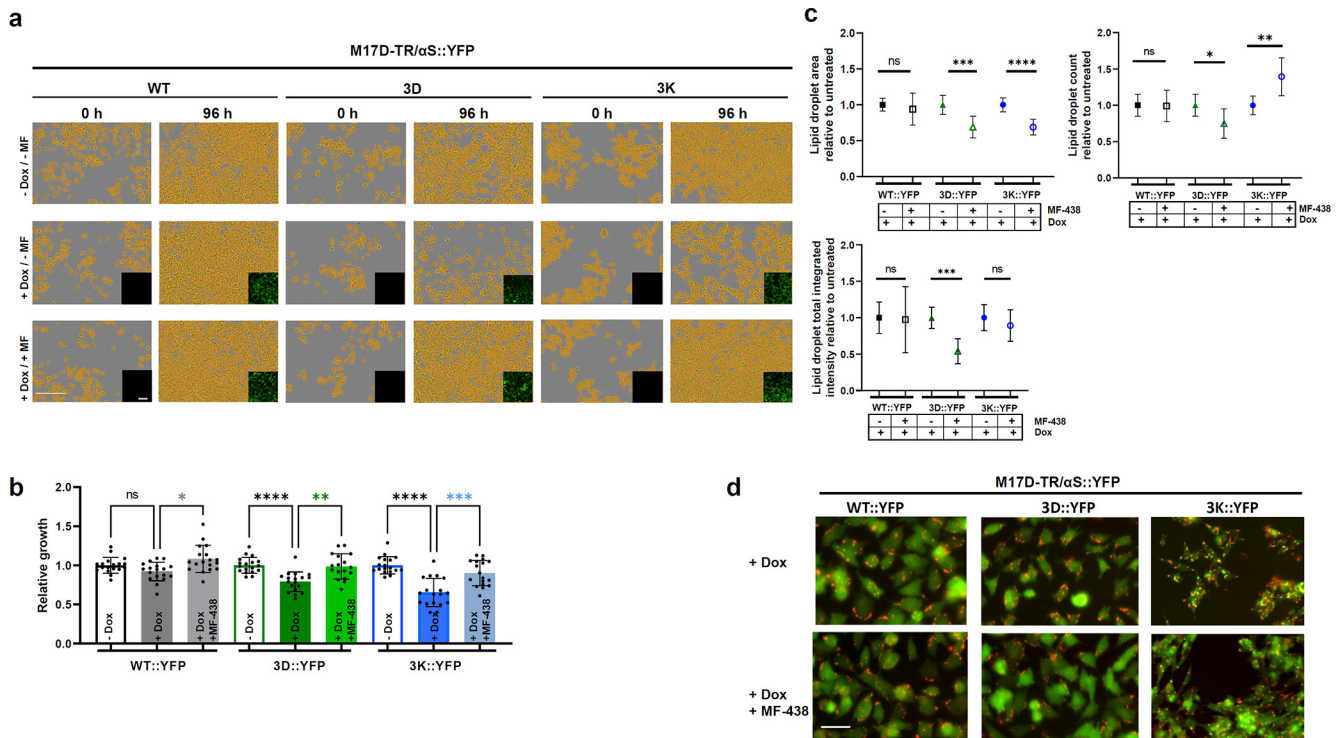 a
M17D-TR/αS::YFP
WT
3D
3K
0 h
96 h
0 h
96 h
0 h
96 h
- Dox / - MF
+ Dox / - MF
+ Dox / + MF
b
Relative growth
2.0
1.5
1.0
0.5
0.0
ns
*
****
**
****
***
- Dox
+ Dox
+ Dox
+MF-438
- Dox
+ Dox
+ Dox
+MF-438
- Dox
+ Dox
+ Dox
+MF-438
WT::YFP
3D::YFP
3K::YFP
c
Lipid droplet area
relative to untreated
2.0
1.5
1.0
0.5
0.0
ns
***
****
WT::YFP
3D::YFP
3K::YFP
- + - + - + MF-438
+ + + + + + Dox
Lipid droplet count
relative to untreated
2.0
1.5
1.0
0.5
0.0
ns
*
**
WT::YFP
3D::YFP
3K::YFP
- + - + - + MF-438
+ + + + + + Dox
Lipid droplet total integrated
intensity relative to untreated
2.0
1.5
1.0
0.5
0.0
ns
***
ns
WT::YFP
3D::YFP
3K::YFP
- + - + - + MF-438
+ + + + + + Dox
d
M17D-TR/αS::YFP
WT::YFP
3D::YFP
3K::YFP
+ Dox
+ Dox
+ MF-438